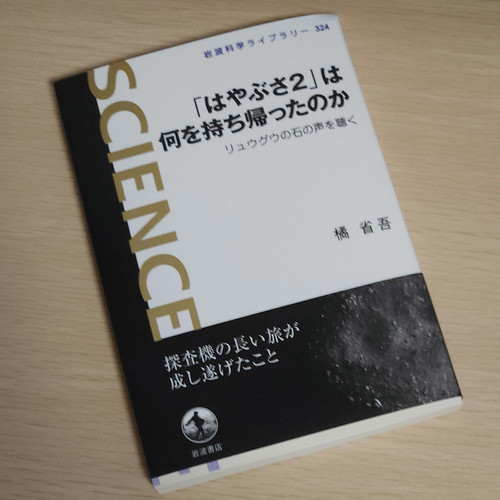 岩波科学ライブラリー 324
SCIENCE
「はやぶさ2」は
何を持ち帰ったのか
リュウグウの石の声を聴く
橘 省吾
探査機の長い旅が
成し遂げたこと
岩波書店